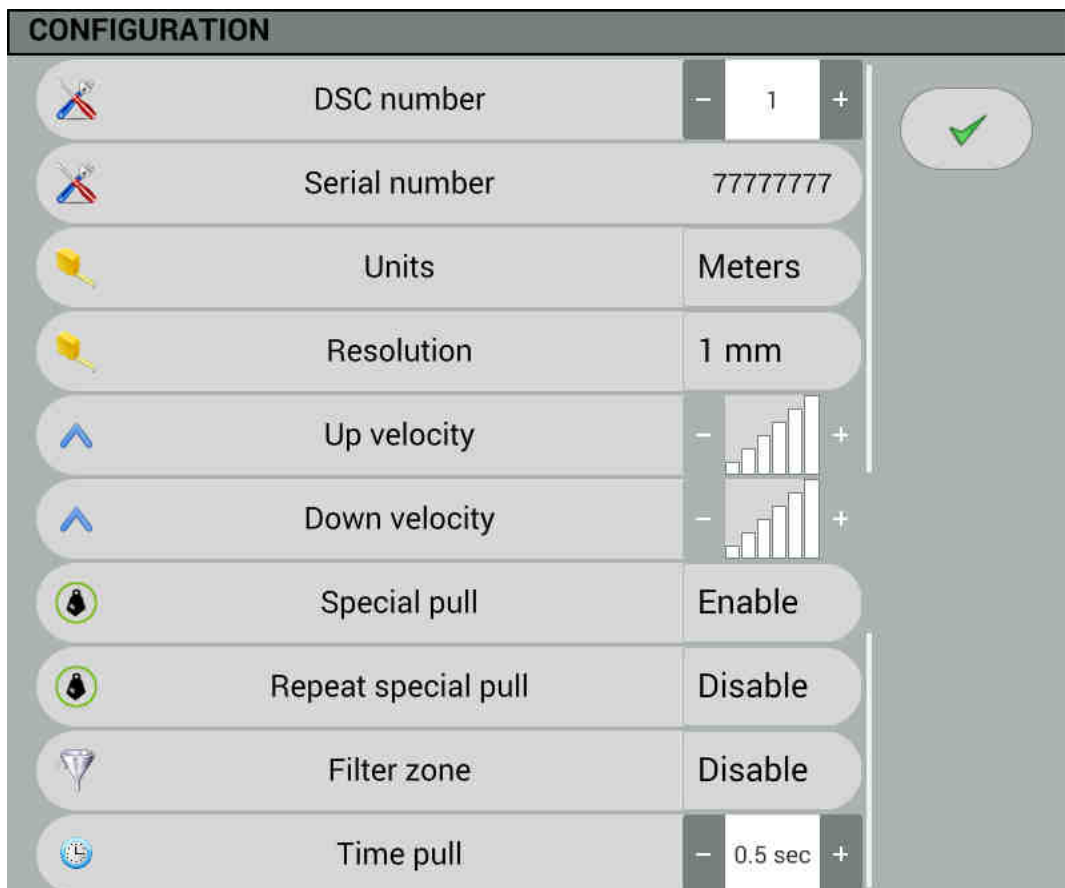 CONFIGURATION
DSC number - 1 +
Serial number 77777777
Units Meters
Resolution 1 mm
Up velocity - +
Down velocity - +
Special pull Enable
Repeat special pull Disable
Filter zone Disable
Time pull - 0.5 sec +